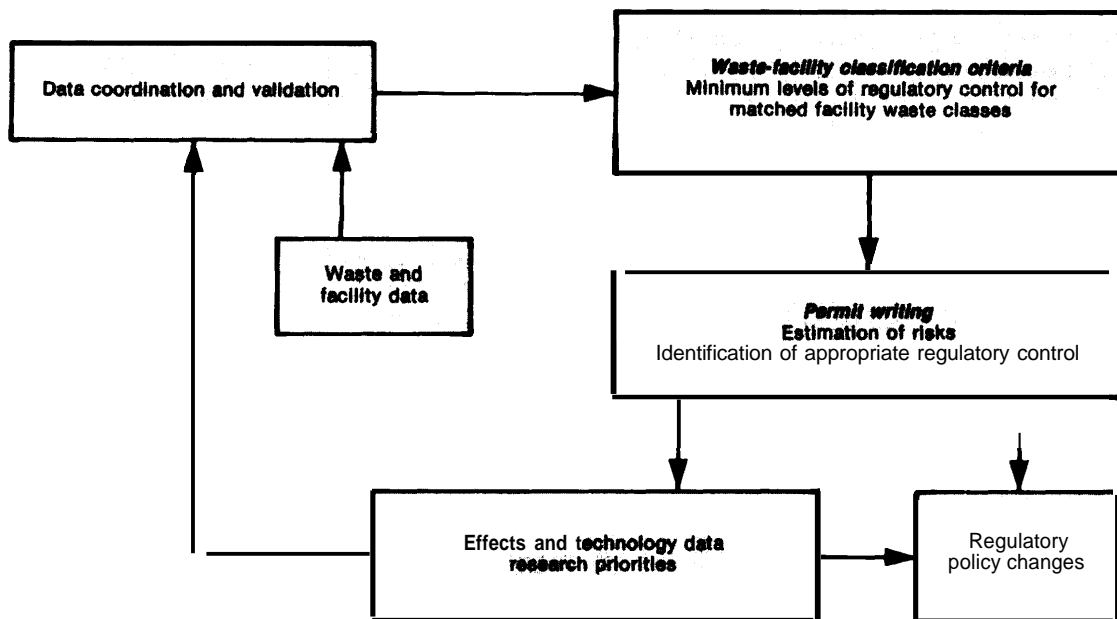 Data coordination and validation
Waste-facility classification criteria
Minimum levels of regulatory control for
matched facility waste classes
Waste and
facility data
Permit writing
Estimation of risks
Identification of appropriate regulatory control
Effects and technology data
research priorities
Regulatory
policy changes